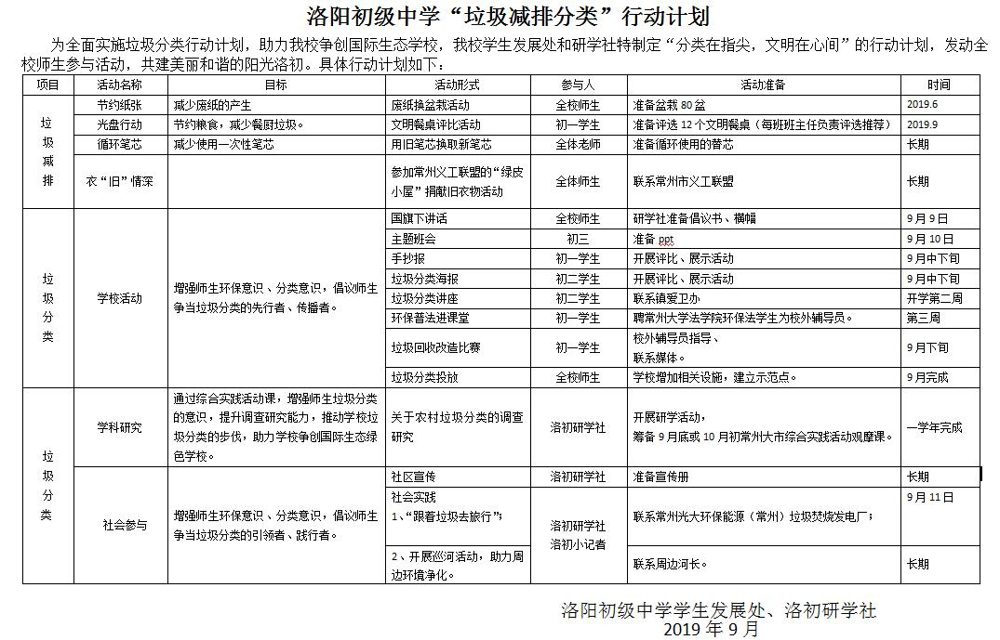 洛阳初级中学“垃圾减排分类”行动计划
为全面实施垃圾分类行动计划，助力我校争创国际生态学校，我校学生发展处和研学社特制定“分类在指尖，文明在心间”的行动计划，发动全
校师生参与活动，共建美丽和谐的阳光洛初。具体行动计划如下：
项目 活动名称 目标 活动形式 参与人 活动准备 时间
垃圾减排
节约纸张 减少废纸的产生 废纸换盆栽活动 全校师生 准备盆栽 80 盆 2019.6
光盘行动 节约粮食，减少餐厨垃圾。 文明餐桌评比活动 初一学生 准备评选 12 个文明餐桌（每班班主任负责评选推荐） 2019.9
循环笔芯 减少使用一次性笔芯 用旧笔芯换取新笔芯 全体老师 准备循环使用的替芯 长期
衣“旧”情深 参加常州义工联盟的“绿皮
小屋”捐献旧衣物活动 全体师生 联系常州市义工联盟 长期
垃圾分类
学校活动
增强师生环保意识、分类意识，倡议师生
争当垃圾分类的先行者、传播者。
国旗下讲话 全校师生 研学社准备倡议书、横幅 9 月 9 日
主题班会 初三 准备 ppt 9 月 10 日
手抄报 初一学生 开展评比、展示活动 9 月中下旬
垃圾分类海报 初二学生 开展评比、展示活动 9 月中下旬
垃圾分类讲座 初二学生 联系镇爱卫办 开学第二周
环保普法进课堂 初一学生 聘常州大学法学院环保法学生为校外辅导员。 第三周
垃圾回收改造比赛 初一学生 校外辅导员指导、
联系媒体。 9 月下旬
垃圾分类投放 全校师生 学校增加相关设施，建立示范点。 9 月完成
垃圾分类
学科研究
通过综合实践活动课，增强师生垃圾分类
的意识，提升调查研究能力，推动学校垃
圾分类的步伐，助力学校争创国际生态绿
色学校。
关于农村垃圾分类的调查
研究
洛初研学社
开展研学活动，
筹备 9 月底或 10 月初常州大市综合实践活动观摩课。
一学年完成
社会参与
增强师生环保意识、分类意识，倡议师生
争当垃圾分类的引领者、践行者。
社区宣传 洛初研学社 准备宣传册 长期
社会实践
1、“跟着垃圾去旅行”；
洛初研学社
洛初小记者
联系常州光大环保能源（常州）垃圾焚烧发电厂；
9 月 11 日
2、开展巡河活动，助力周
边环境净化。
联系周边河长。 长期
洛阳初级中学学生发展处、洛初研学社
2019 年 9 月